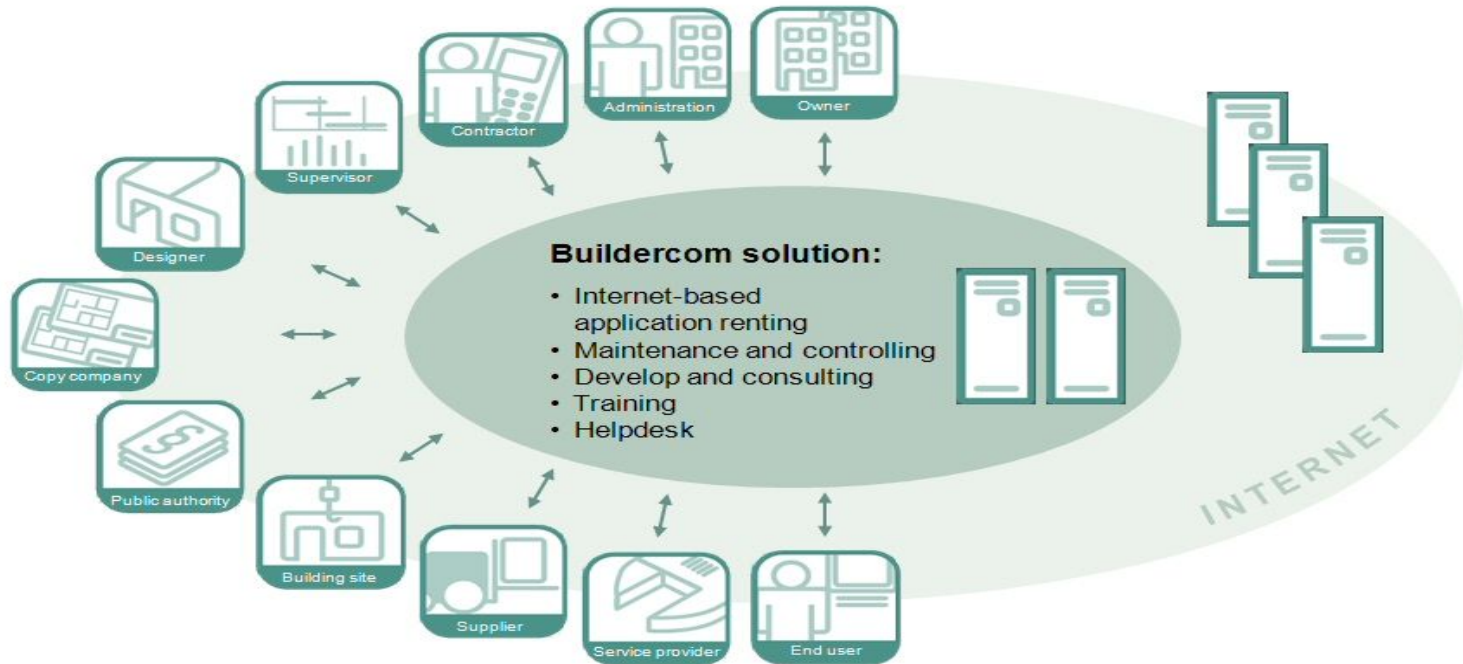 Owner
Administration
Contractor
Supervisor
Designer
Copy company
Public authority
Building site
Supplier
Service provider
End user
Buildercom solution:
• Internet-based
application renting
• Maintenance and controlling
• Develop and consulting
• Training
• Helpdesk
INTERNET
§